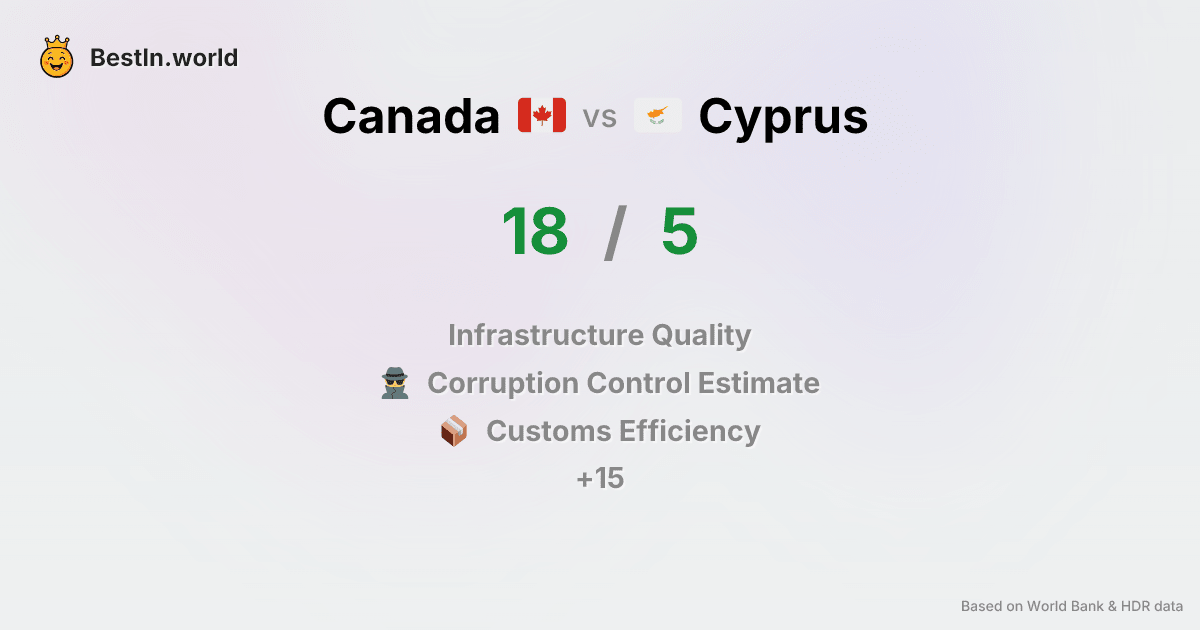 BestIn.world
Canada vs Cyprus
18 / 5
Infrastructure Quality
Corruption Control Estimate
Customs Efficiency
+15
Based on World Bank & HDR data